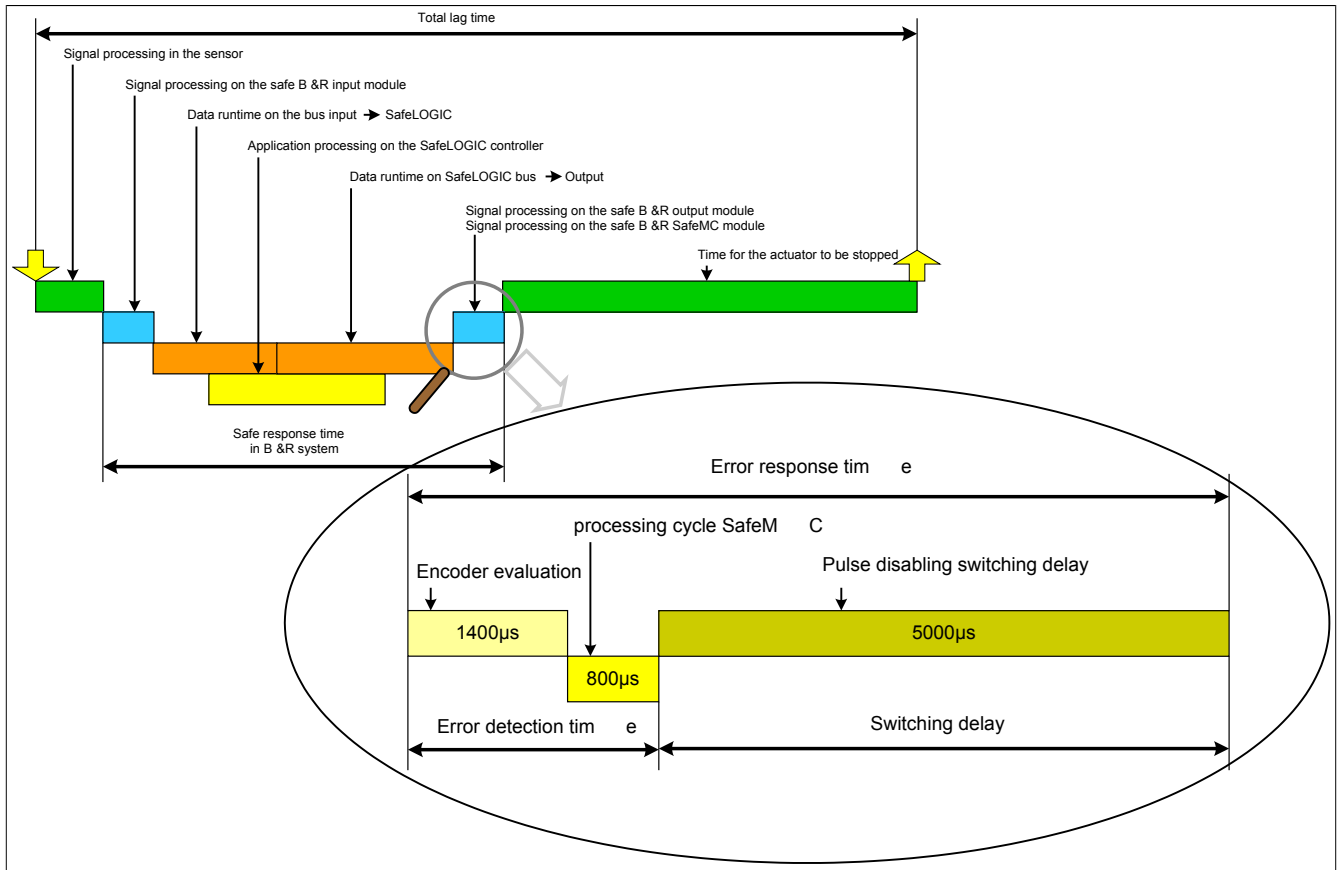 Total lag time
Signal processing in the sensor
Signal processing on the safe B &R input module
Data runtime on the bus input ➔ SafeLOGIC
Application processing on the SafeLOGIC controller
Data runtime on SafeLOGIC bus ➔ Output
Signal processing on the safe B &R output module
Signal processing on the safe B &R SafeMC module
Time for the actuator to be stopped
Safe response time
in B &R system
Error response tim e
processing cycle SafeM C
Encoder evaluation
Pulse disabling switching delay
1400µs
5000µs
800µs
Error detection tim e
Switching delay